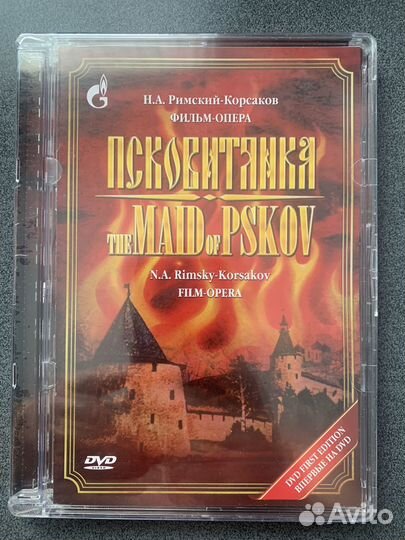 Н.А. Римский-Корсаков
ФИЛЬМ-ОПЕРА
ПСКОВИТЯНКА
THE MAID OF PSKOV
N.A. Rimsky-Korsakov
FILM-OPERA
DVD
VIDEO
DVD FIRST EDITION
ВПЕРВЫЕ НА DVD
Avito